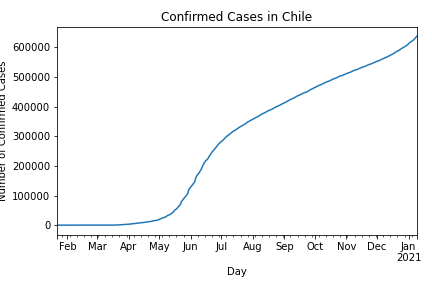 Confirmed Cases in Chile
Number of Confirmed Cases
600000
500000
400000
300000
200000
100000
0
Feb Mar Apr May Jun Jul Aug Sep Oct Nov Dec Jan
2021
Day